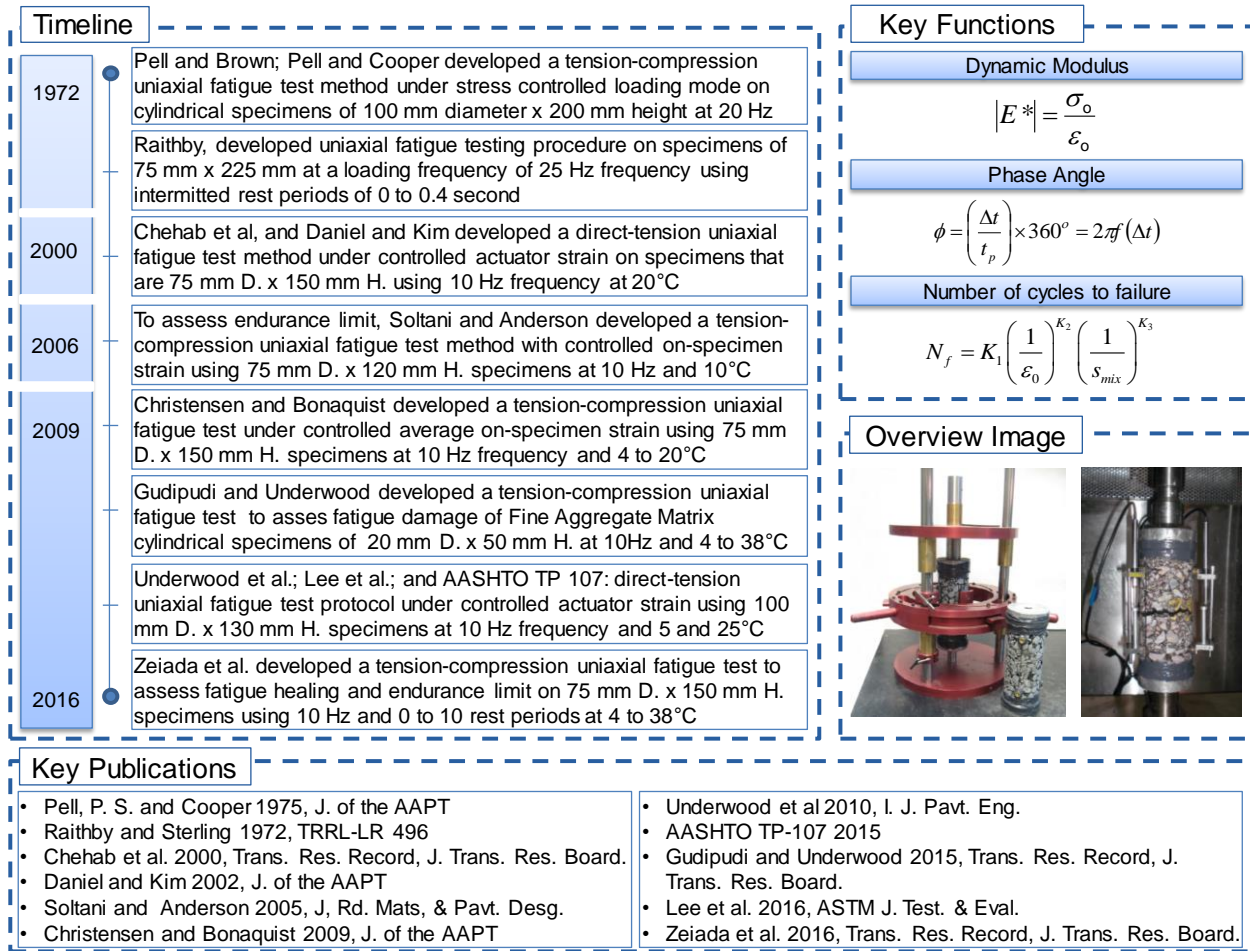 Timeline
1972
Pell and Brown; Pell and Cooper developed a tension-compression
uniaxial fatigue test method under stress controlled loading mode on
cylindrical specimens of 100 mm diameter x 200 mm height at 20 Hz
Raithby, developed uniaxial fatigue testing procedure on specimens of
75 mm x 225 mm at a loading frequency of 25 Hz frequency using
intermitted rest periods of 0 to 0.4 second
2000
Chehab et al, and Daniel and Kim developed a direct-tension uniaxial
fatigue test method under controlled actuator strain on specimens that
are 75 mm D. x 150 mm H. using 10 Hz frequency at 20°C
2006
To assess endurance limit, Soltani and Anderson developed a tension-
compression uniaxial fatigue test method with controlled on-specimen
strain using 75 mm D. x 120 mm H. specimens at 10 Hz and 10°C
2009
Christensen and Bonaquist developed a tension-compression uniaxial
fatigue test under controlled average on-specimen strain using 75 mm
D. x 150 mm H. specimens at 10 Hz frequency and 4 to 20°C
Gudipudi and Underwood developed a tension-compression uniaxial
fatigue test to asses fatigue damage of Fine Aggregate Matrix
cylindrical specimens of 20 mm D. x 50 mm H. at 10Hz and 4 to 38°C
Underwood et al.; Lee et al.; and AASHTO TP 107: direct-tension
uniaxial fatigue test protocol under controlled actuator strain using 100
mm D. x 130 mm H. specimens at 10 Hz frequency and 5 and 25°C
2016
Zeiada et al. developed a tension-compression uniaxial fatigue test to
assess fatigue healing and endurance limit on 75 mm D. x 150 mm H.
specimens using 10 Hz and 0 to 10 rest periods at 4 to 38°C
Key Functions
Dynamic Modulus
|E*| = σ₀ / ε₀
Phase Angle
ϕ = (Δt / t_p) × 360° = 2πf(Δt)
Number of cycles to failure
N_f = K₁ (1 / ε₀)^K₂ (1 / s_mix)^K₃
Overview Image
Key Publications
• Pell, P. S. and Cooper 1975, J. of the AAPT
• Raithby and Sterling 1972, TRRL-LR 496
• Chehab et al. 2000, Trans. Res. Record, J. Trans. Res. Board.
• Daniel and Kim 2002, J. of the AAPT
• Soltani and Anderson 2005, J, Rd. Mats, & Pavt. Desg.
• Christensen and Bonaquist 2009, J. of the AAPT
• Underwood et al 2010, I. J. Pavt. Eng.
• AASHTO TP-107 2015
• Gudipudi and Underwood 2015, Trans. Res. Record, J.
Trans. Res. Board.
• Lee et al. 2016, ASTM J. Test. & Eval.
• Zeiada et al. 2016, Trans. Res. Record, J. Trans. Res. Board.